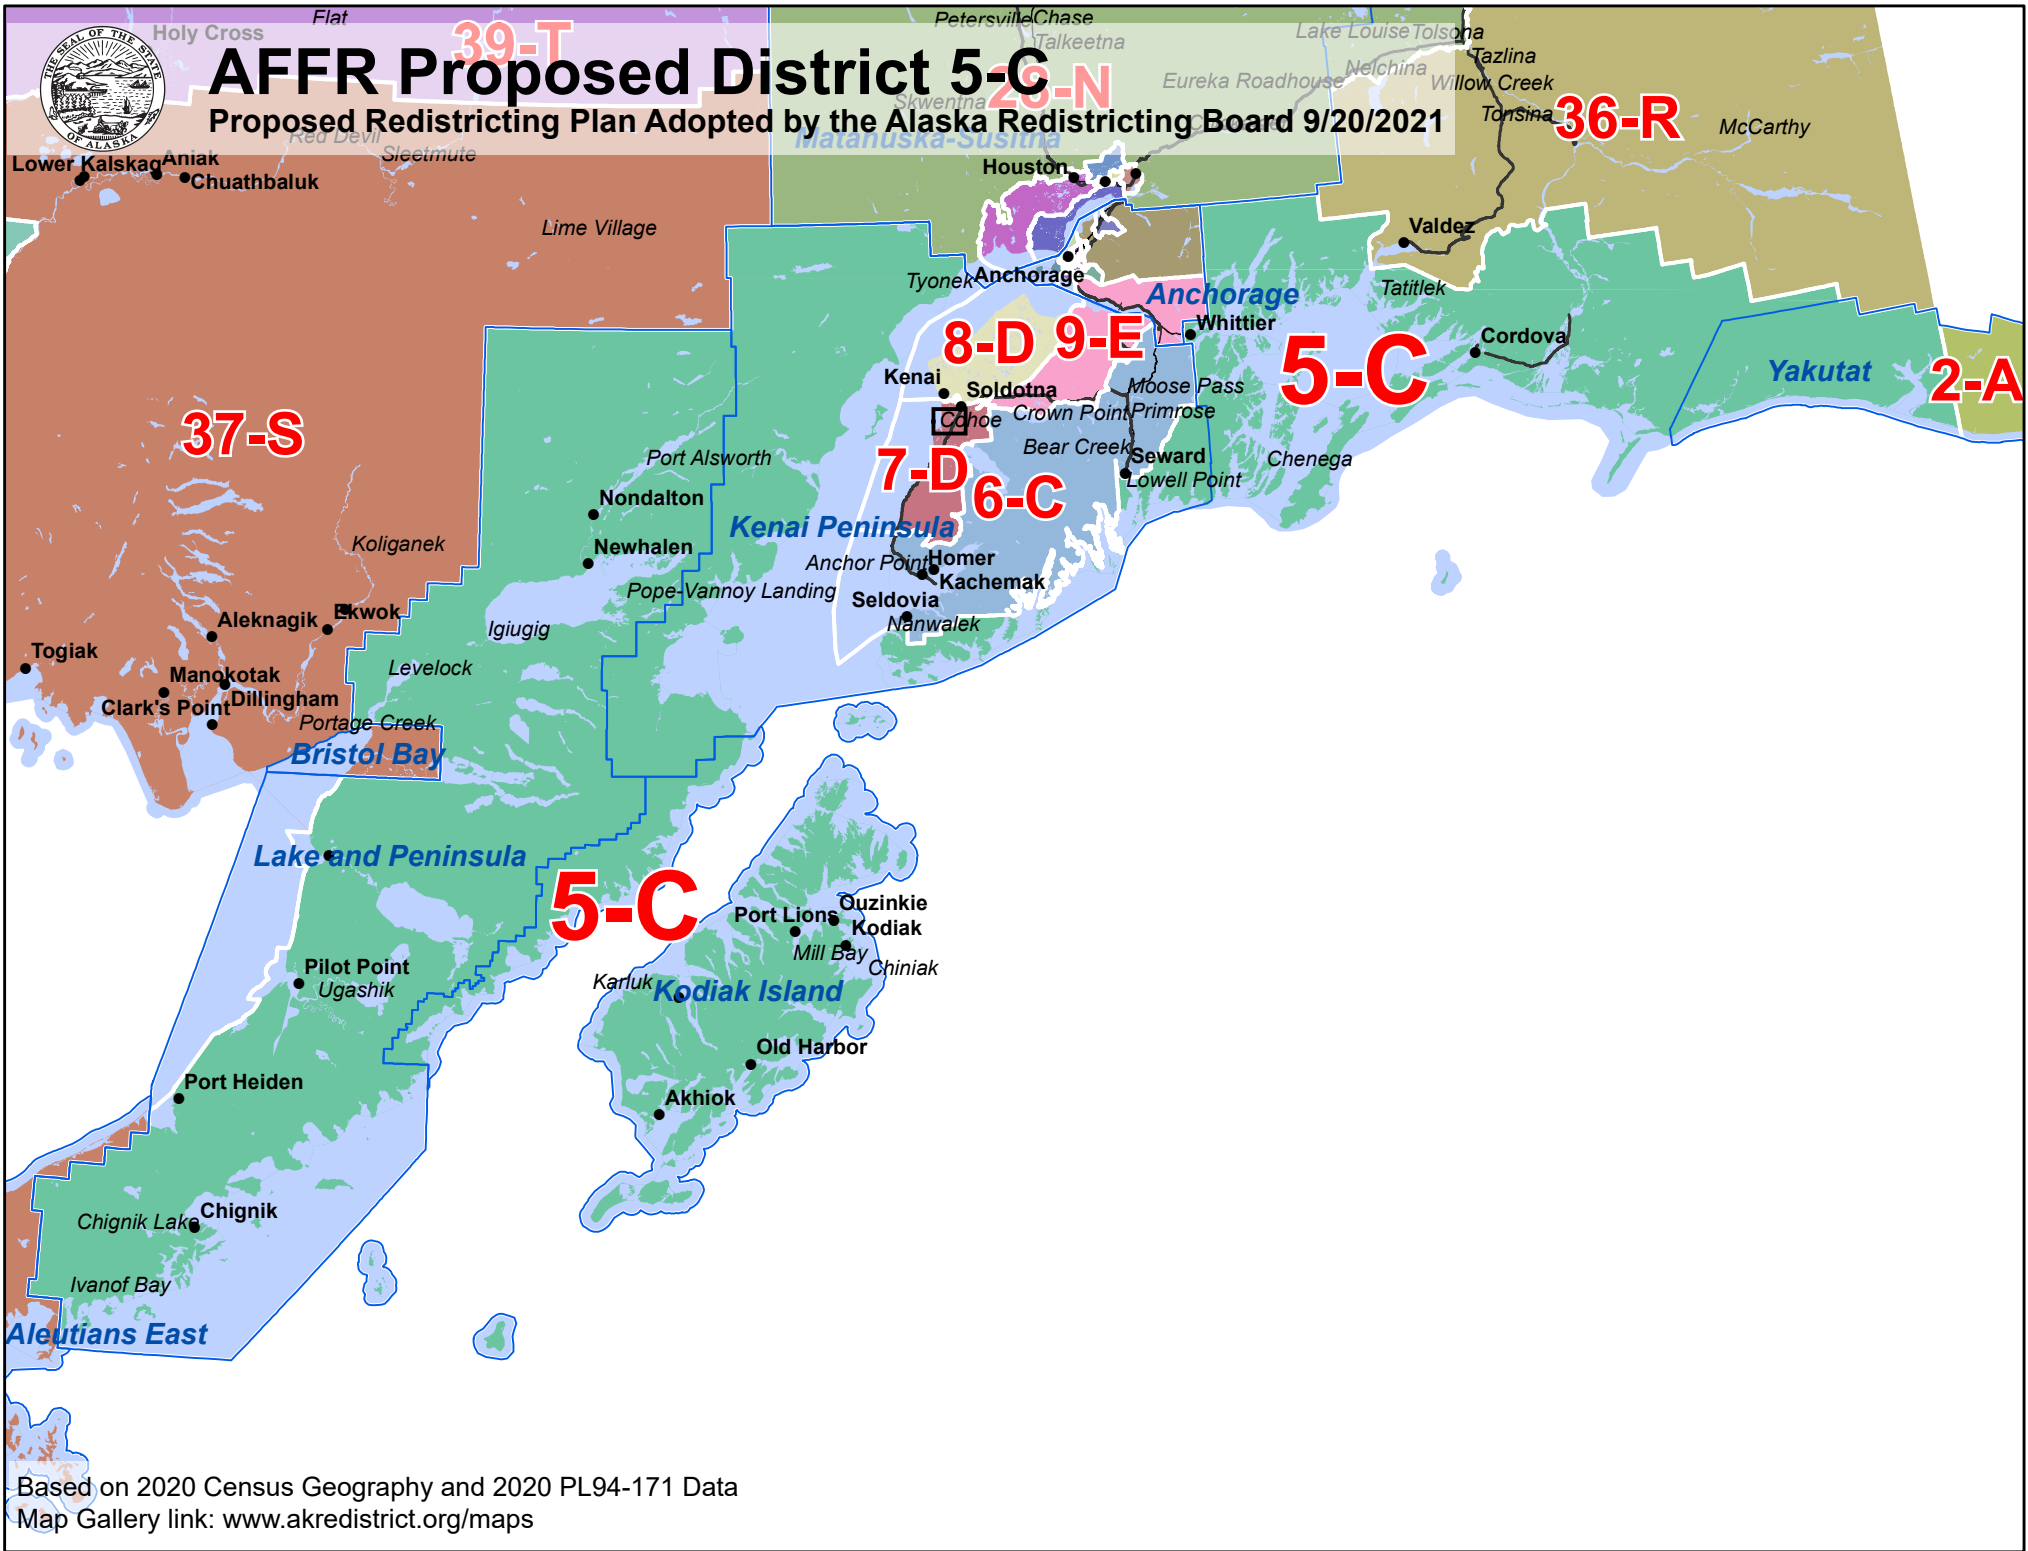 Flat
Petersville
Chase
Holy Cross
39-T
Talkeetna
Lake Louise
Tolsona
THE SEAL OF THE STATE OF ALASKA
AFFR Proposed District 5-C
Tazlina
Nelchina
Eureka Roadhouse
Willow Creek
Skwentna
28-N
Proposed Redistricting Plan Adopted by the Alaska Redistricting Board 9/20/2021
Tonsina
36-R
McCarthy
Red Devil
Matanuska-Susitna
Sleetmute
Lower Kalskag
Aniak
Houston
Chuathbaluk
Lime Village
Valdez
Tyonek
Anchorage
Anchorage
Tatitlek
Whittier
8-D
9-E
5-C
Cordova
Yakutat
2-A
Kenai
Soldotna
Moose Pass
Cohoe
Crown Point
Primrose
37-S
Bear Creek
Seward
Chenega
Port Alsworth
7-D
Lowell Point
6-C
Nondalton
Kenai Peninsula
Koliganek
Newhalen
Anchor Point
Homer
Kachemak
Pope-Vannoy Landing
Seldovia
Ekwok
Aleknagik
Igiugig
Nanwalek
Togiak
Levelock
Manokotak
Dillingham
Clark's Point
Portage Creek
Bristol Bay
Lake and Peninsula
5-C
Ouzinkie
Port Lions
Kodiak
Mill Bay
Chiniak
Pilot Point
Ugashik
Karluk
Kodiak Island
Old Harbor
Port Heiden
Akhiok
Chignik
Chignik Lake
Ivanof Bay
Aleutians East
Based on 2020 Census Geography and 2020 PL94-171 Data
Map Gallery link: www.akredistrict.org/maps